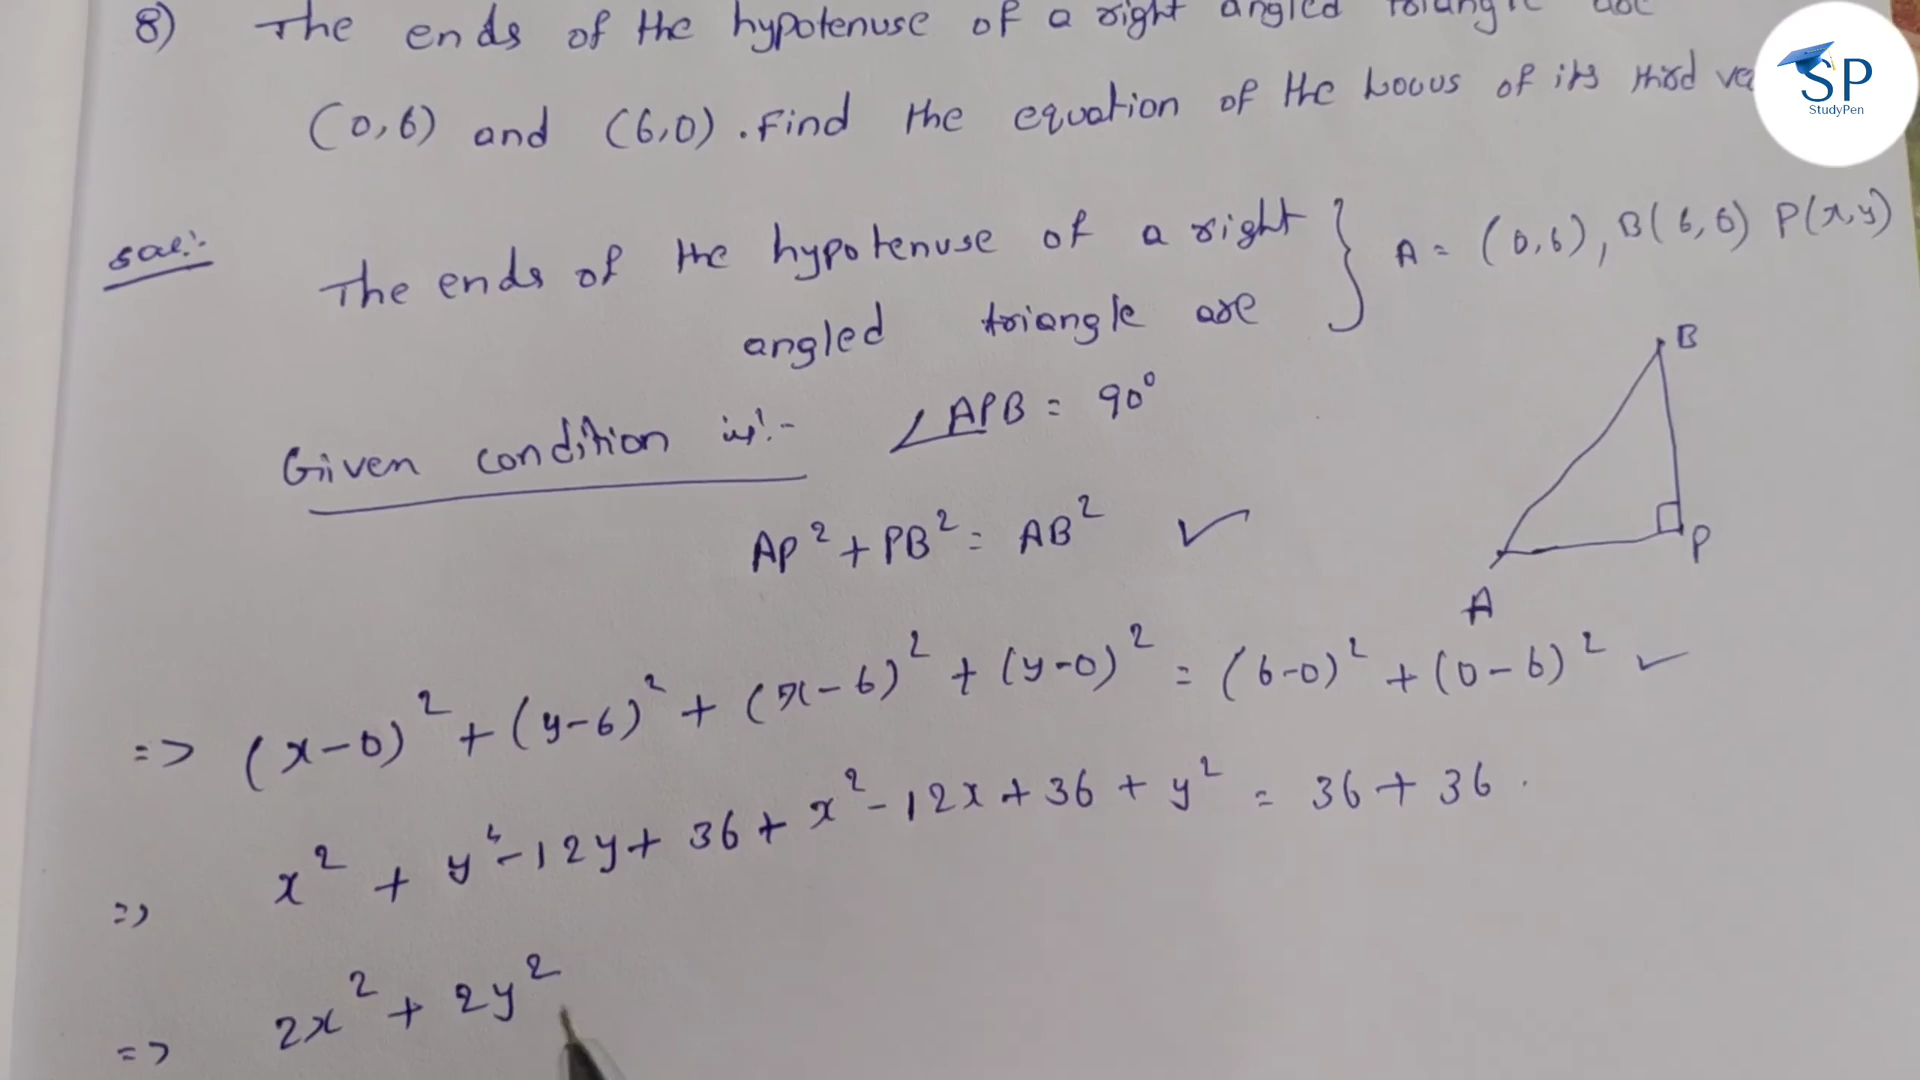 8) The ends of the hypotenuse of a right angled triangle are
(0,6) and (6,0). Find the equation of the Locus of its third
SP
StudyPen
Sol:-
The ends of the hypotenuse of a right
angled triangle are
} A = (0,6), B(6,0) P(x,y)
Given condition is:- ∠APB = 90°
AP² + PB² = AB² ✓
B
P
A
=> (x-0)² + (y-6)² + (x-6)² + (y-0)² = (6-0)² + (0-6)² ✓
=> x² + y²-12y+ 36 + x²-12x + 36 + y² = 36 + 36.
=> 2x² + 2y²